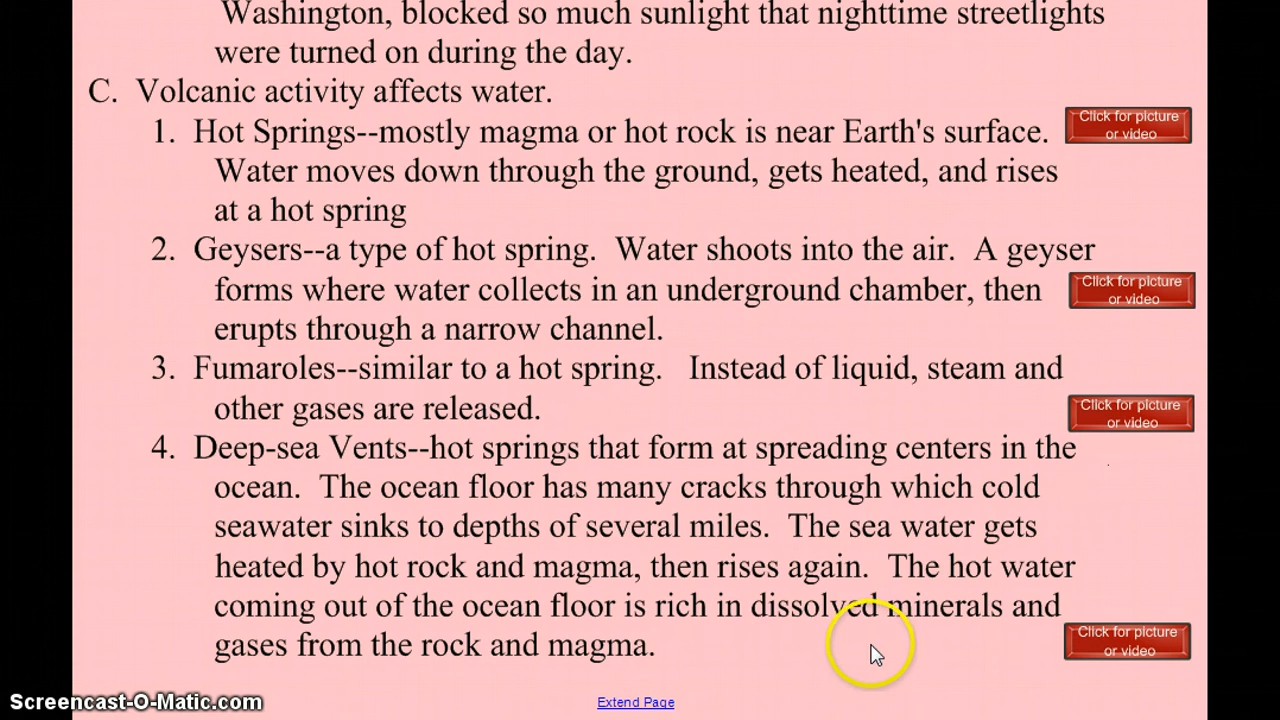 Washington, blocked so much sunlight that nighttime streetlights
were turned on during the day.
C. Volcanic activity affects water.
1. Hot Springs--mostly magma or hot rock is near Earth's surface.
Click for picture
or video
Water moves down through the ground, gets heated, and rises
at a hot spring
2. Geysers--a type of hot spring. Water shoots into the air. A geyser
forms where water collects in an underground chamber, then
Click for picture
or video
erupts through a narrow channel.
3. Fumaroles--similar to a hot spring. Instead of liquid, steam and
other gases are released.
Click for picture
or video
4. Deep-sea Vents--hot springs that form at spreading centers in the
ocean. The ocean floor has many cracks through which cold
seawater sinks to depths of several miles. The sea water gets
heated by hot rock and magma, then rises again. The hot water
coming out of the ocean floor is rich in dissolved minerals and
gases from the rock and magma.
Click for picture
or video
Screencast-O-Matic.com
Extend Page